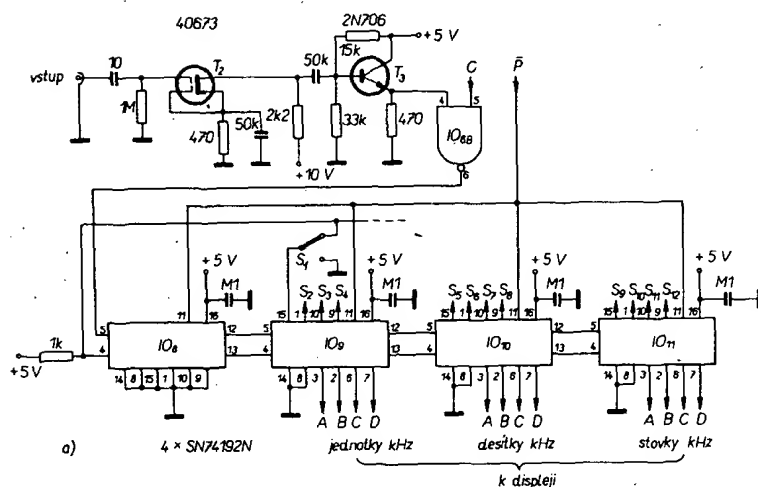 40673
2N706
15k
+5 V
vstup
10
T2
50k
T3
C
P̄
1M
470
50k
2k2
33k
470
4
5
IO6B
6
+10 V
S1
+5 V
M1
S2 S3 S4
+5 V
M1
S5 S6 S7 S8
+5 V
M1
S9 S10 S11 S12
+5 V
M1
11 16
15 1 10 9 11 16
15 1 10 9 11 16
15 1 10 9 11 16
1k
+5 V
5 4 IO8 12 13
5 4 IO9 12 13
5 4 IO10 12 13
5 4 IO11
14 8 15 1 10 9
14 8 3 2 6 7
14 8 3 2 6 7
14 8 3 2 6 7
A B C D
A B C D
A B C D
a)
4 × SN74192N
jednotky kHz
desítky kHz
stovky kHz
k displeji